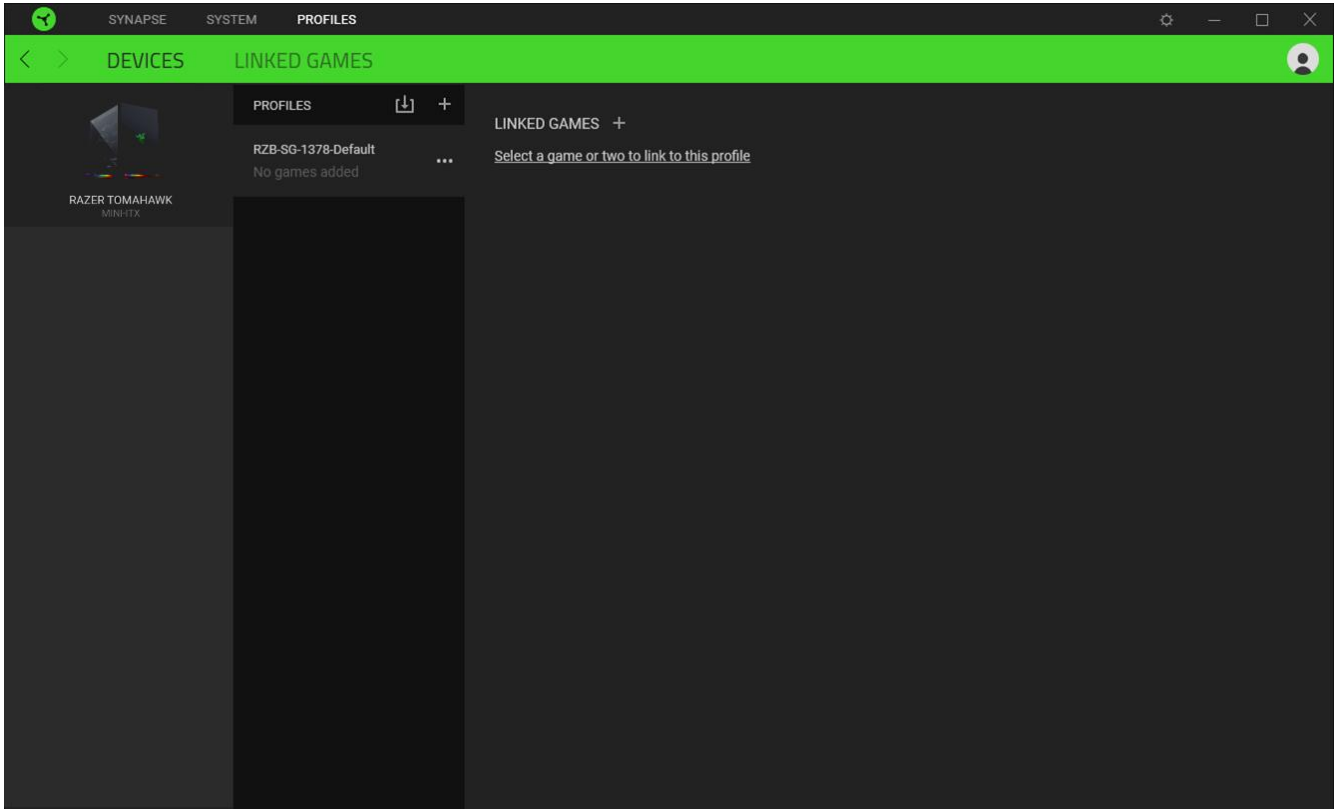 SYNAPSE SYSTEM PROFILES
DEVICES LINKED GAMES
RAZER TOMAHAWK
MINI-ITX
PROFILES
RZB-SG-1378-Default
No games added
LINKED GAMES +
Select a game or two to link to this profile